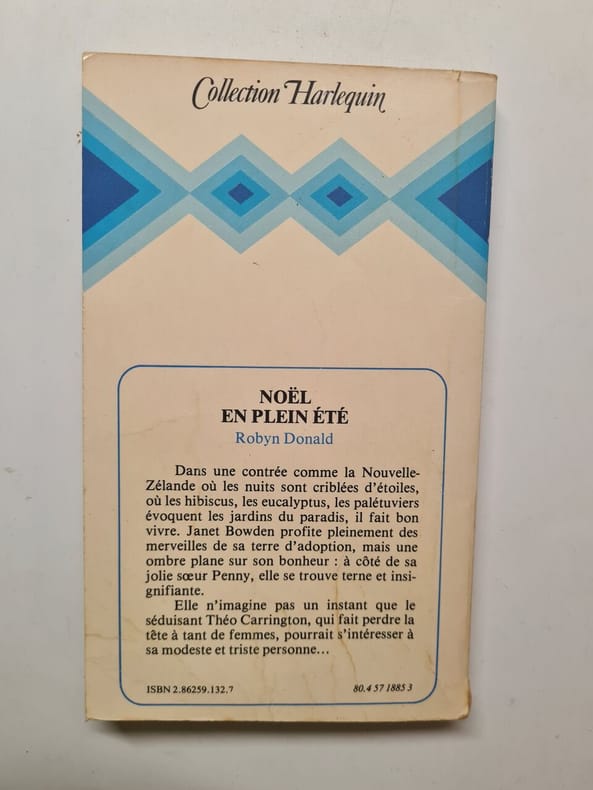 Collection Harlequin
NOËL
EN PLEIN ÉTÉ
Robyn Donald
Dans une contrée comme la Nouvelle-
Zélande où les nuits sont criblées d'étoiles,
où les hibiscus, les eucalyptus, les palétuviers
évoquent les jardins du paradis, il fait bon
vivre. Janet Bowden profite pleinement des
merveilles de sa terre d'adoption, mais une
ombre plane sur son bonheur : à côté de sa
jolie sœur Penny, elle se trouve terne et insi-
gnifiante.
Elle n'imagine pas un instant que le
séduisant Théo Carrington, qui fait perdre la
tête à tant de femmes, pourrait s'intéresser à
sa modeste et triste personne...
ISBN 2.86259.132.7 80.4 57 1885 3